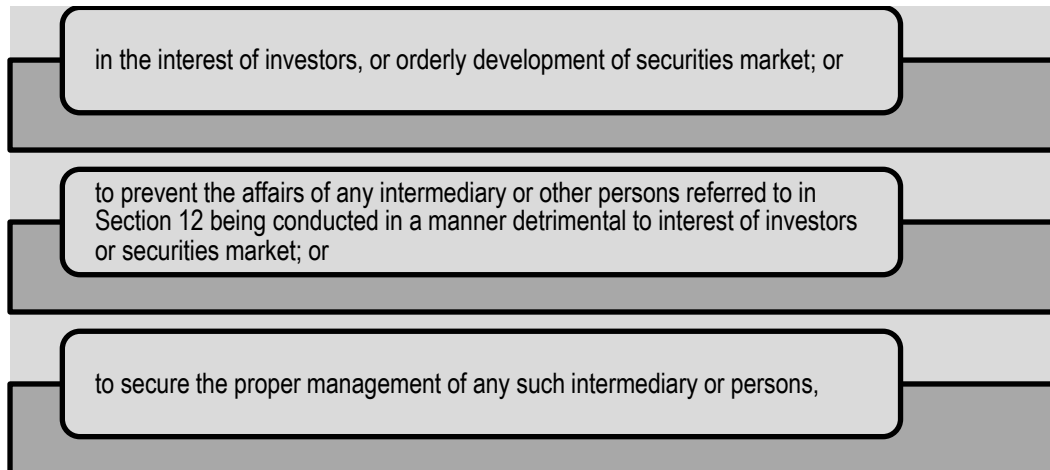 in the interest of investors, or orderly development of securities market; or
to prevent the affairs of any intermediary or other persons referred to in
Section 12 being conducted in a manner detrimental to interest of investors
or securities market; or
to secure the proper management of any such intermediary or persons,